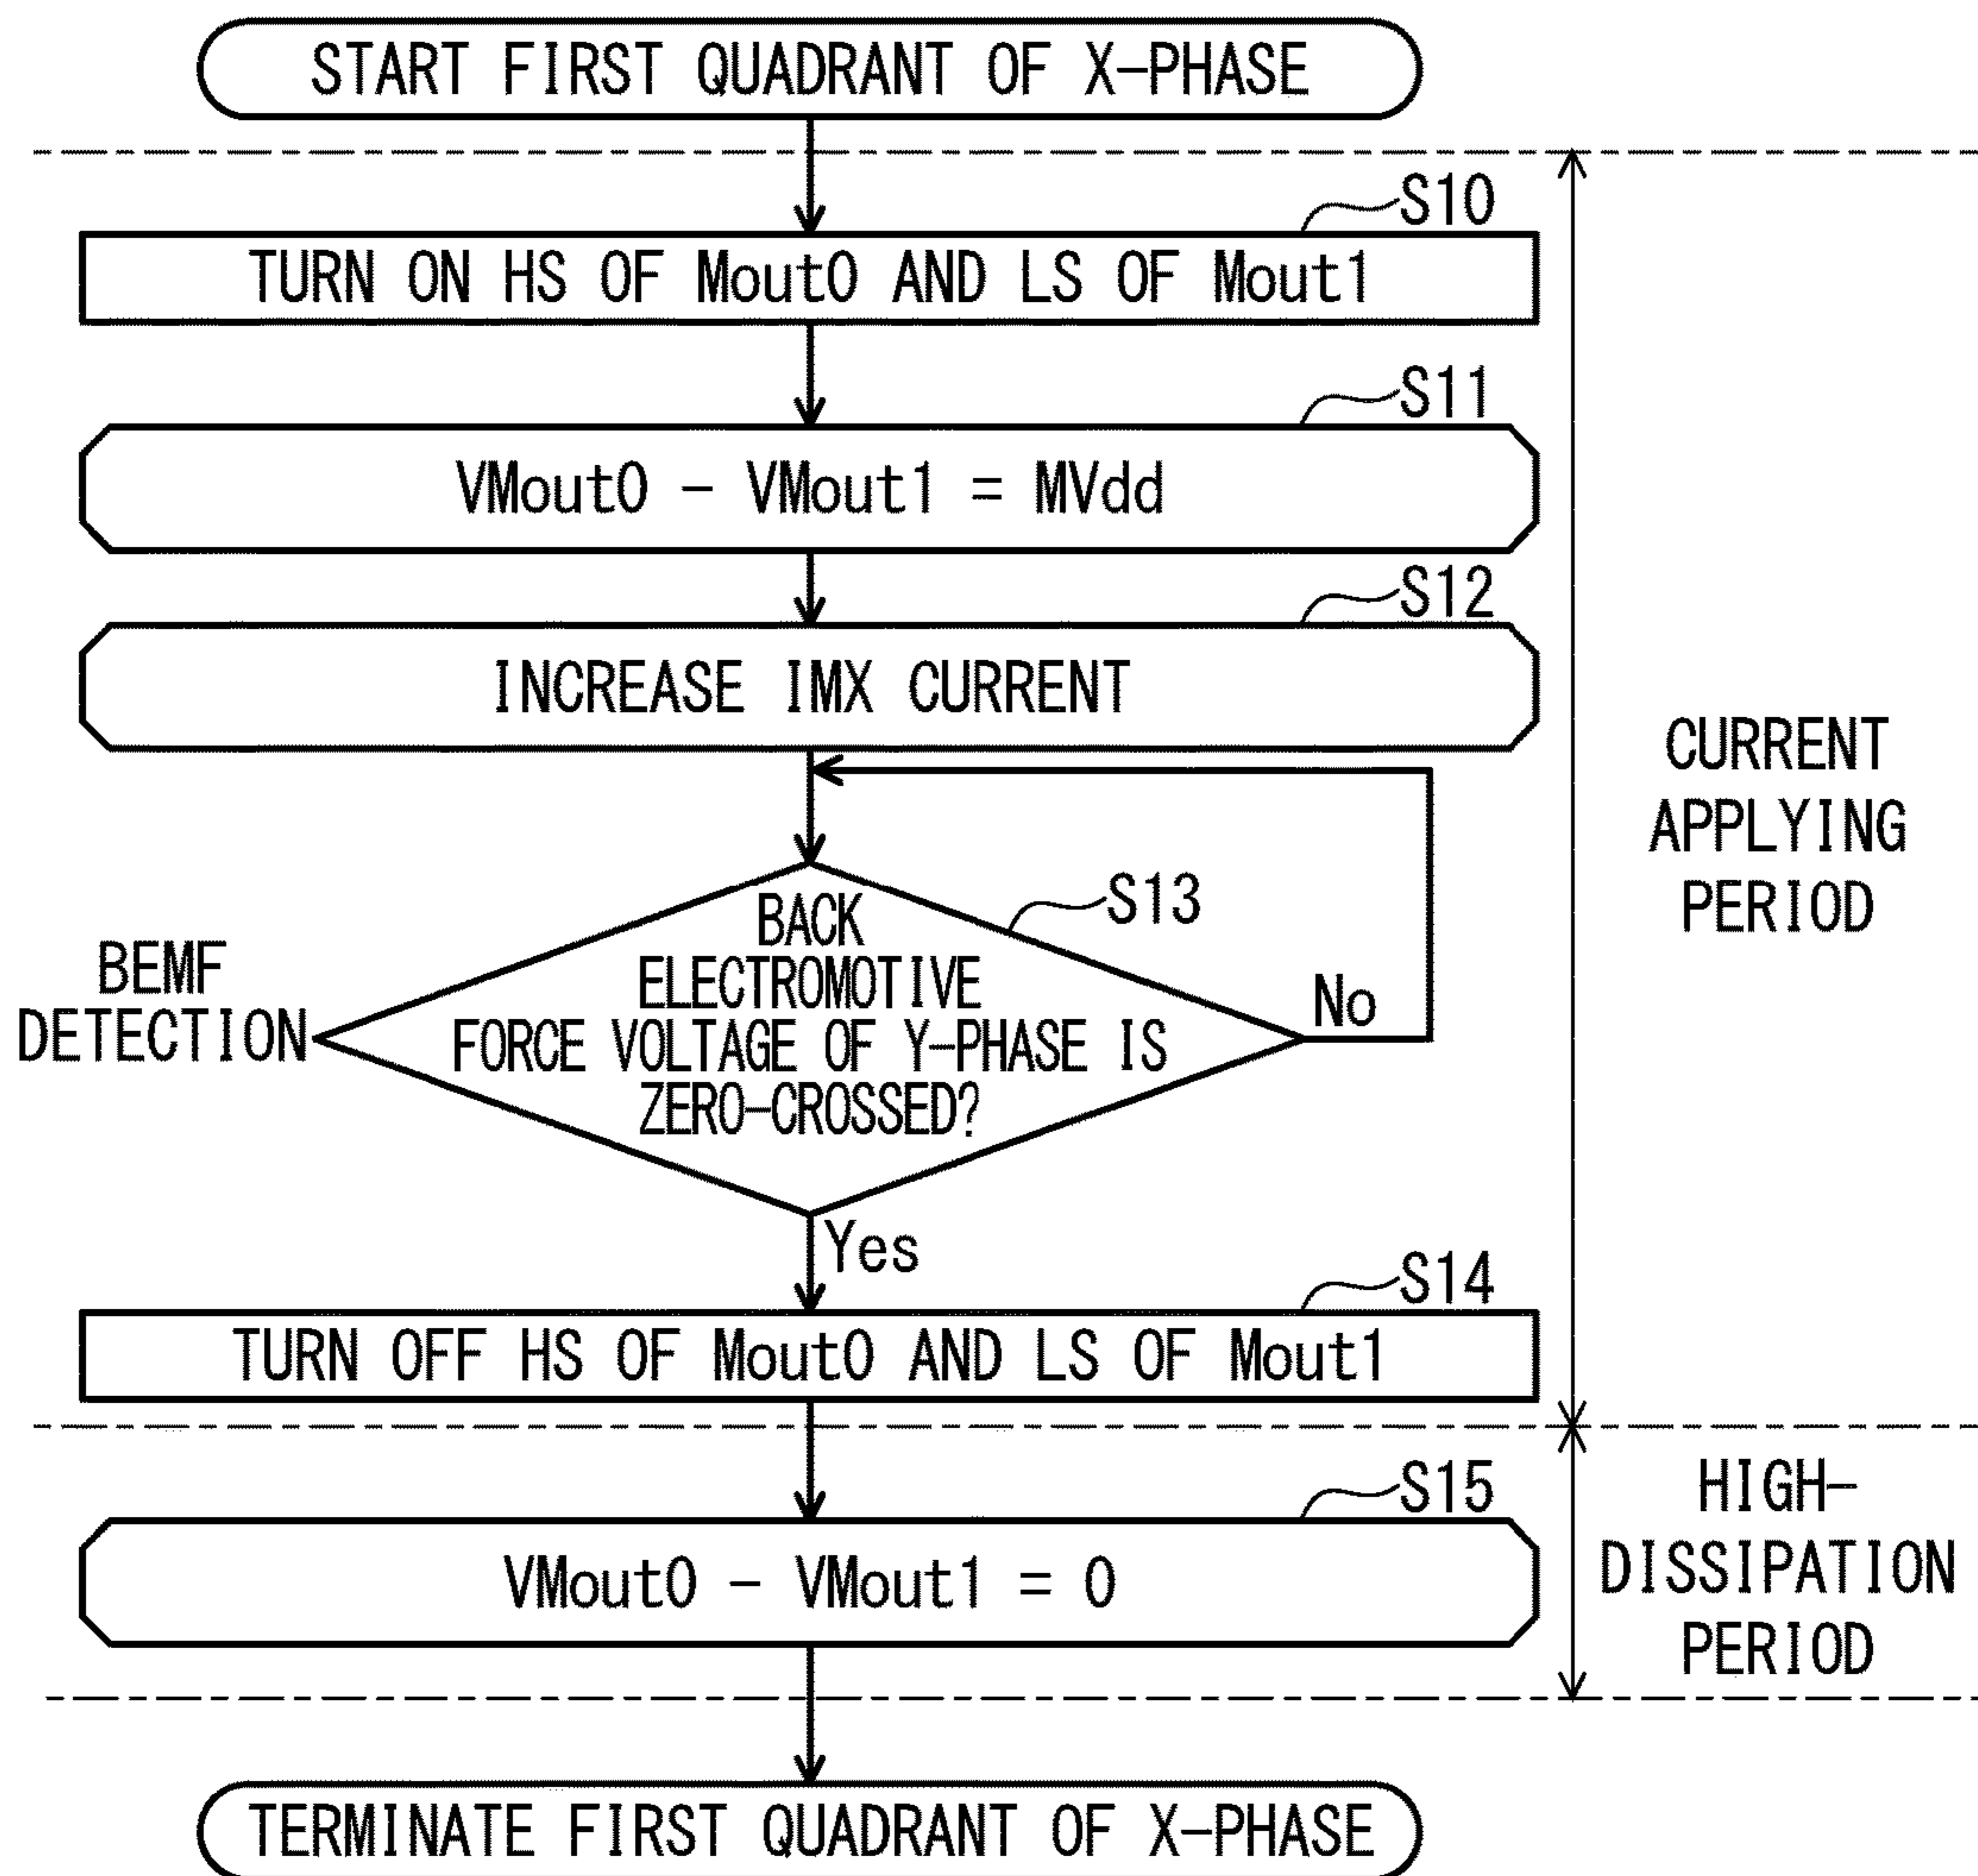 START FIRST QUADRANT OF X-PHASE
S10
TURN ON HS OF Mout0 AND LS OF Mout1
S11
VMout0 - VMout1 = MVdd
S12
INCREASE IMX CURRENT
CURRENT
APPLYING
PERIOD
S13
BACK
ELECTROMOTIVE
FORCE VOLTAGE OF Y-PHASE IS
ZERO-CROSSED?
BEMF
DETECTION
No
Yes
S14
TURN OFF HS OF Mout0 AND LS OF Mout1
S15
VMout0 - VMout1 = 0
HIGH-
DISSIPATION
PERIOD
TERMINATE FIRST QUADRANT OF X-PHASE